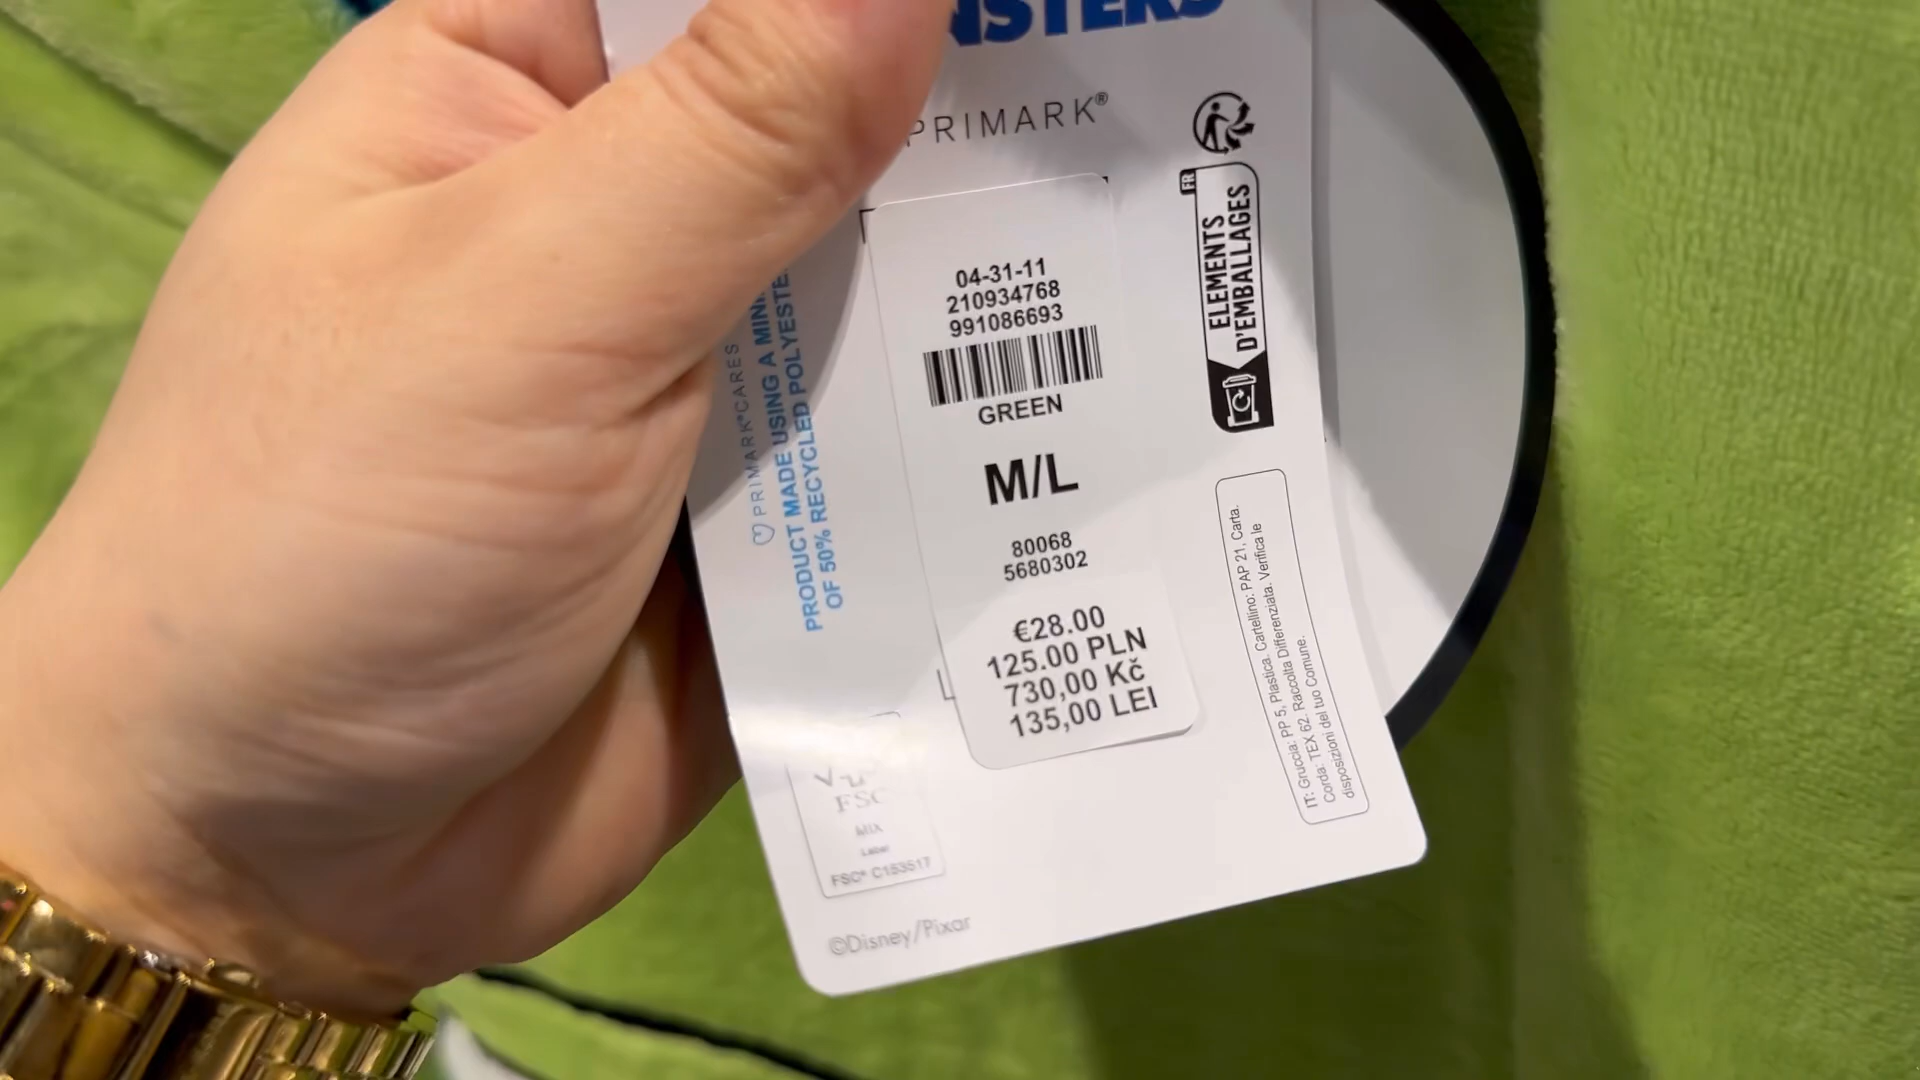 NSTERS
PRIMARK®
04-31-11
210934768
991086693
GREEN
M/L
80068
5680302
€28.00
125.00 PLN
730,00 Kč
135,00 LEI
PRIMARK®CARES
PRODUCT MADE USING A
OF 50% RECYCLED
FR
ELEMENTS
D'EMBALLAGES
IT: Gruccia: PP 5, Plastica. Cartellino: PAP 21, Carta.
Corda: TEX 62. Raccolta Differenziata. Verifica le
disposizioni del tuo Comune.
FSC
MIX
Label
FSC® C153517
©Disney/Pixar